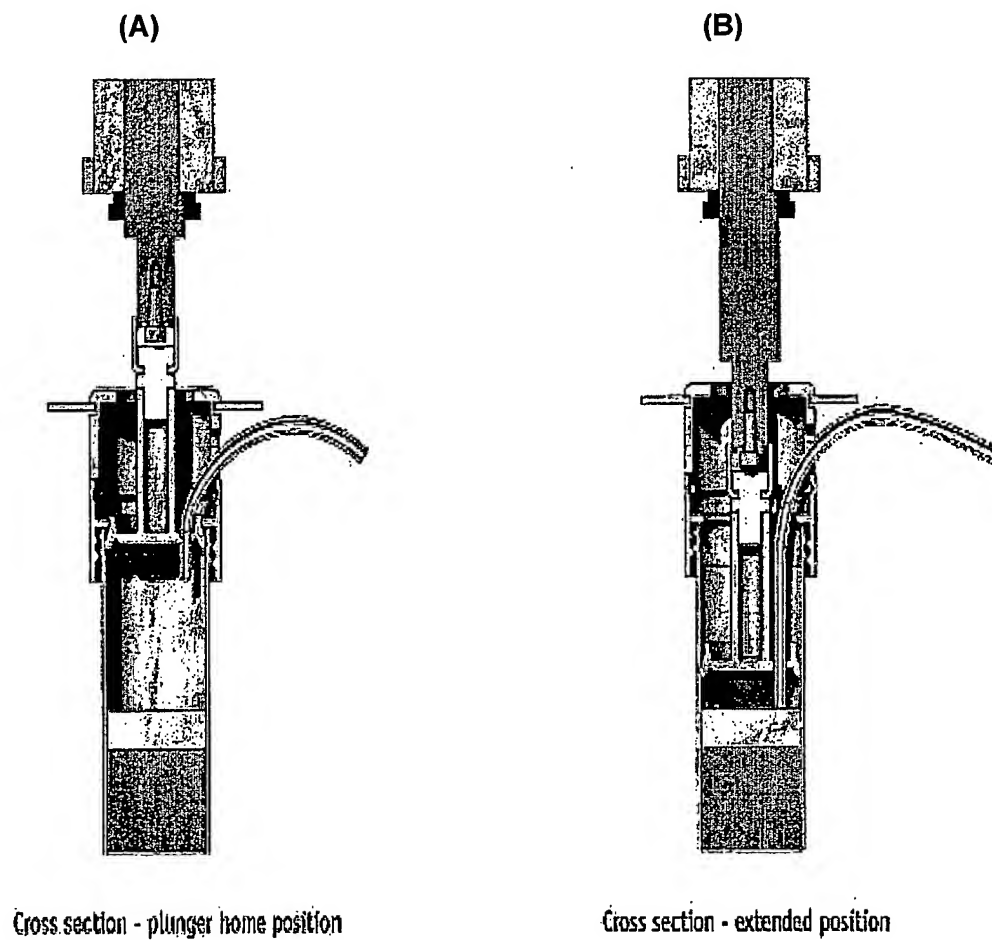 (A) (B)
Cross section - plunger home position
Cross section - extended position